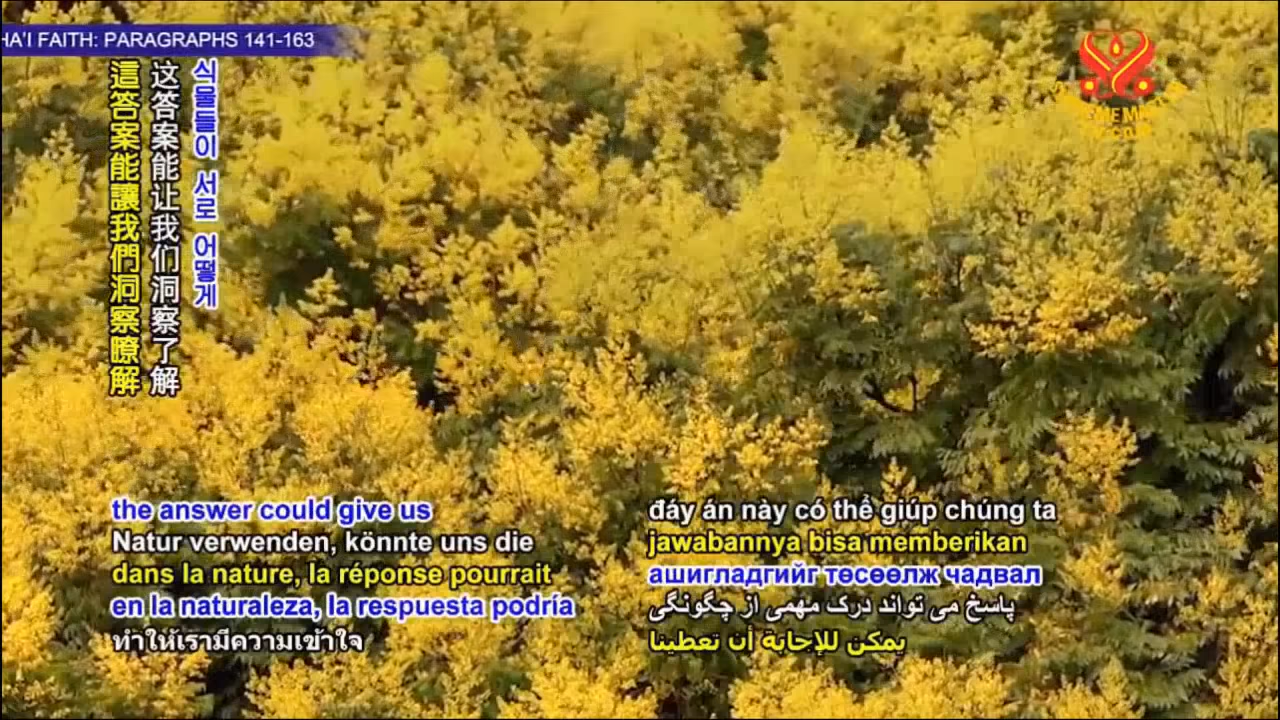 HA'I FAITH: PARAGRAPHS 141-163
식물들이 서로 어떻게
这答案能让我们洞察了解
這答案能讓我們洞察瞭解
the answer could give us
Natur verwenden, könnte uns die
dans la nature, la réponse pourrait
en la naturaleza, la respuesta podría
ทำให้เรามีความเข้าใจ
đáy án này có thể giúp chúng ta
jawabannya bisa memberikan
ашигладгийг төсөөлж чадвал
پاسخ می تواند درک مهمی از چگونگی
يمكن للإجابة أن تعطينا